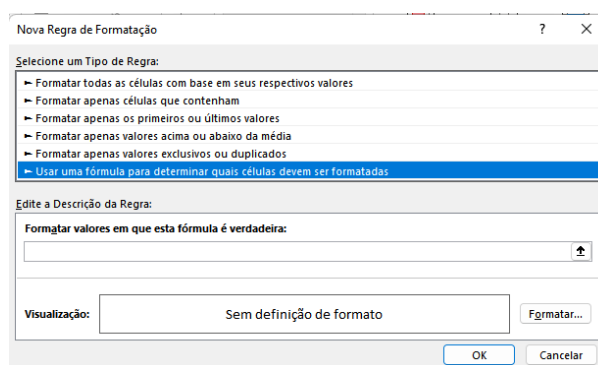 Nova Regra de Formatação ? ×
Selecione um Tipo de Regra:
► Formatar todas as células com base em seus respectivos valores
► Formatar apenas células que contenham
► Formatar apenas os primeiros ou últimos valores
► Formatar apenas valores acima ou abaixo da média
► Formatar apenas valores exclusivos ou duplicados
► Usar uma fórmula para determinar quais células devem ser formatadas
Edite a Descrição da Regra:
Formatar valores em que esta fórmula é verdadeira:
Visualização: Sem definição de formato Formatar...
OK Cancelar